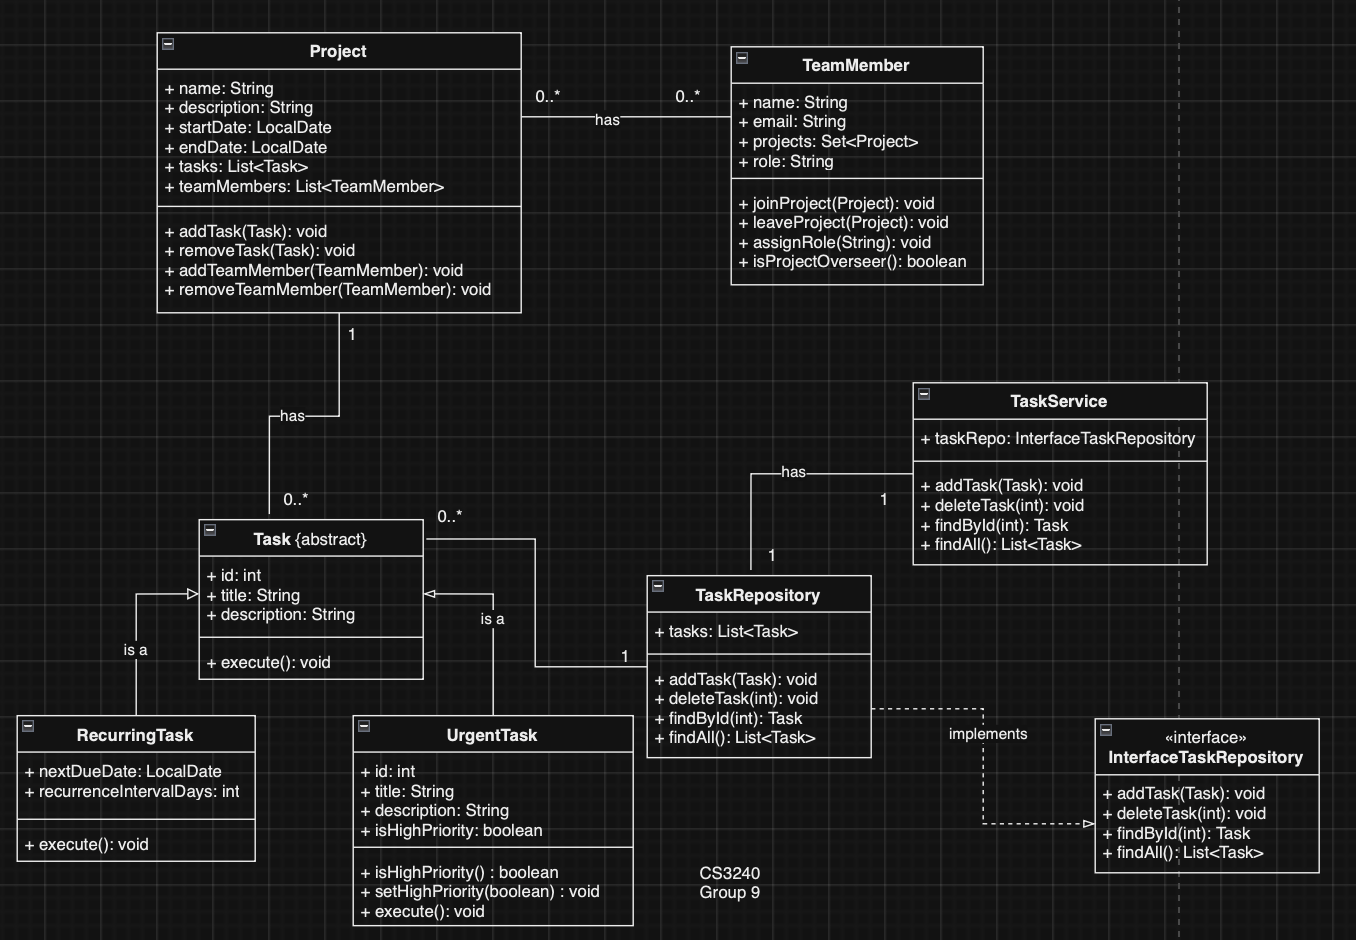 Project
+ name: String
+ description: String
+ startDate: LocalDate
+ endDate: LocalDate
+ tasks: List<Task>
+ teamMembers: List<TeamMember>
+ addTask(Task): void
+ removeTask(Task): void
+ addTeamMember(TeamMember): void
+ removeTeamMember(TeamMember): void
0..*
has
0..*
TeamMember
+ name: String
+ email: String
+ projects: Set<Project>
+ role: String
+ joinProject(Project): void
+ leaveProject(Project): void
+ assignRole(String): void
+ isProjectOverseer(): boolean
1
has
0..*
TaskService
+ taskRepo: InterfaceTaskRepository
+ addTask(Task): void
+ deleteTask(int): void
+ findById(int): Task
+ findAll(): List<Task>
has
1
1
Task {abstract}
+ id: int
+ title: String
+ description: String
+ execute(): void
0..*
1
TaskRepository
+ tasks: List<Task>
+ addTask(Task): void
+ deleteTask(int): void
+ findById(int): Task
+ findAll(): List<Task>
is a
is a
RecurringTask
+ nextDueDate: LocalDate
+ recurrenceIntervalDays: int
+ execute(): void
UrgentTask
+ id: int
+ title: String
+ description: String
+ isHighPriority: boolean
+ isHighPriority() : boolean
+ setHighPriority(boolean) : void
+ execute(): void
implements
«interface»
InterfaceTaskRepository
+ addTask(Task): void
+ deleteTask(int): void
+ findById(int): Task
+ findAll(): List<Task>
CS3240
Group 9